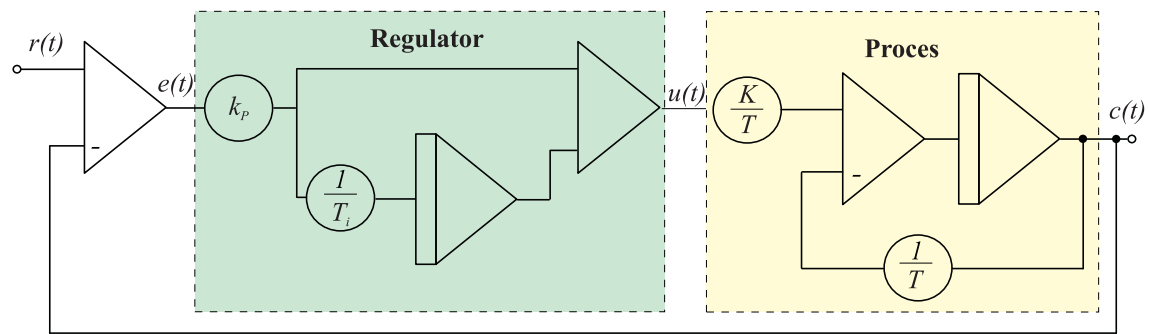 Regulator
Proces
r(t)
e(t)
k_P
1
T_i
u(t)
K
T
c(t)
-
-
1
T